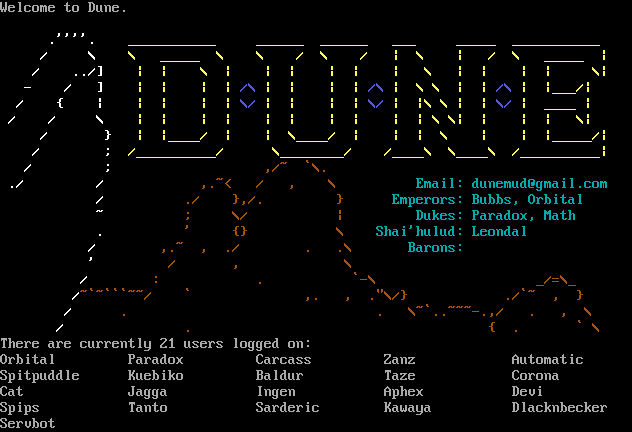 Welcome to Dune.
DUNE
Email: dunemud@gmail.com
Emperors: Bubbs, Orbital
Dukes: Paradox, Math
Shai'hulud: Leondal
Barons:
There are currently 21 users logged on:
Orbital Paradox Carcass Zanz Automatic
Spitpuddle Kuebiko Baldur Taze Corona
Cat Jagga Ingen Aphex Devi
Spips Tanto Sarderic Kawaya Dlacknbecker
Servbot